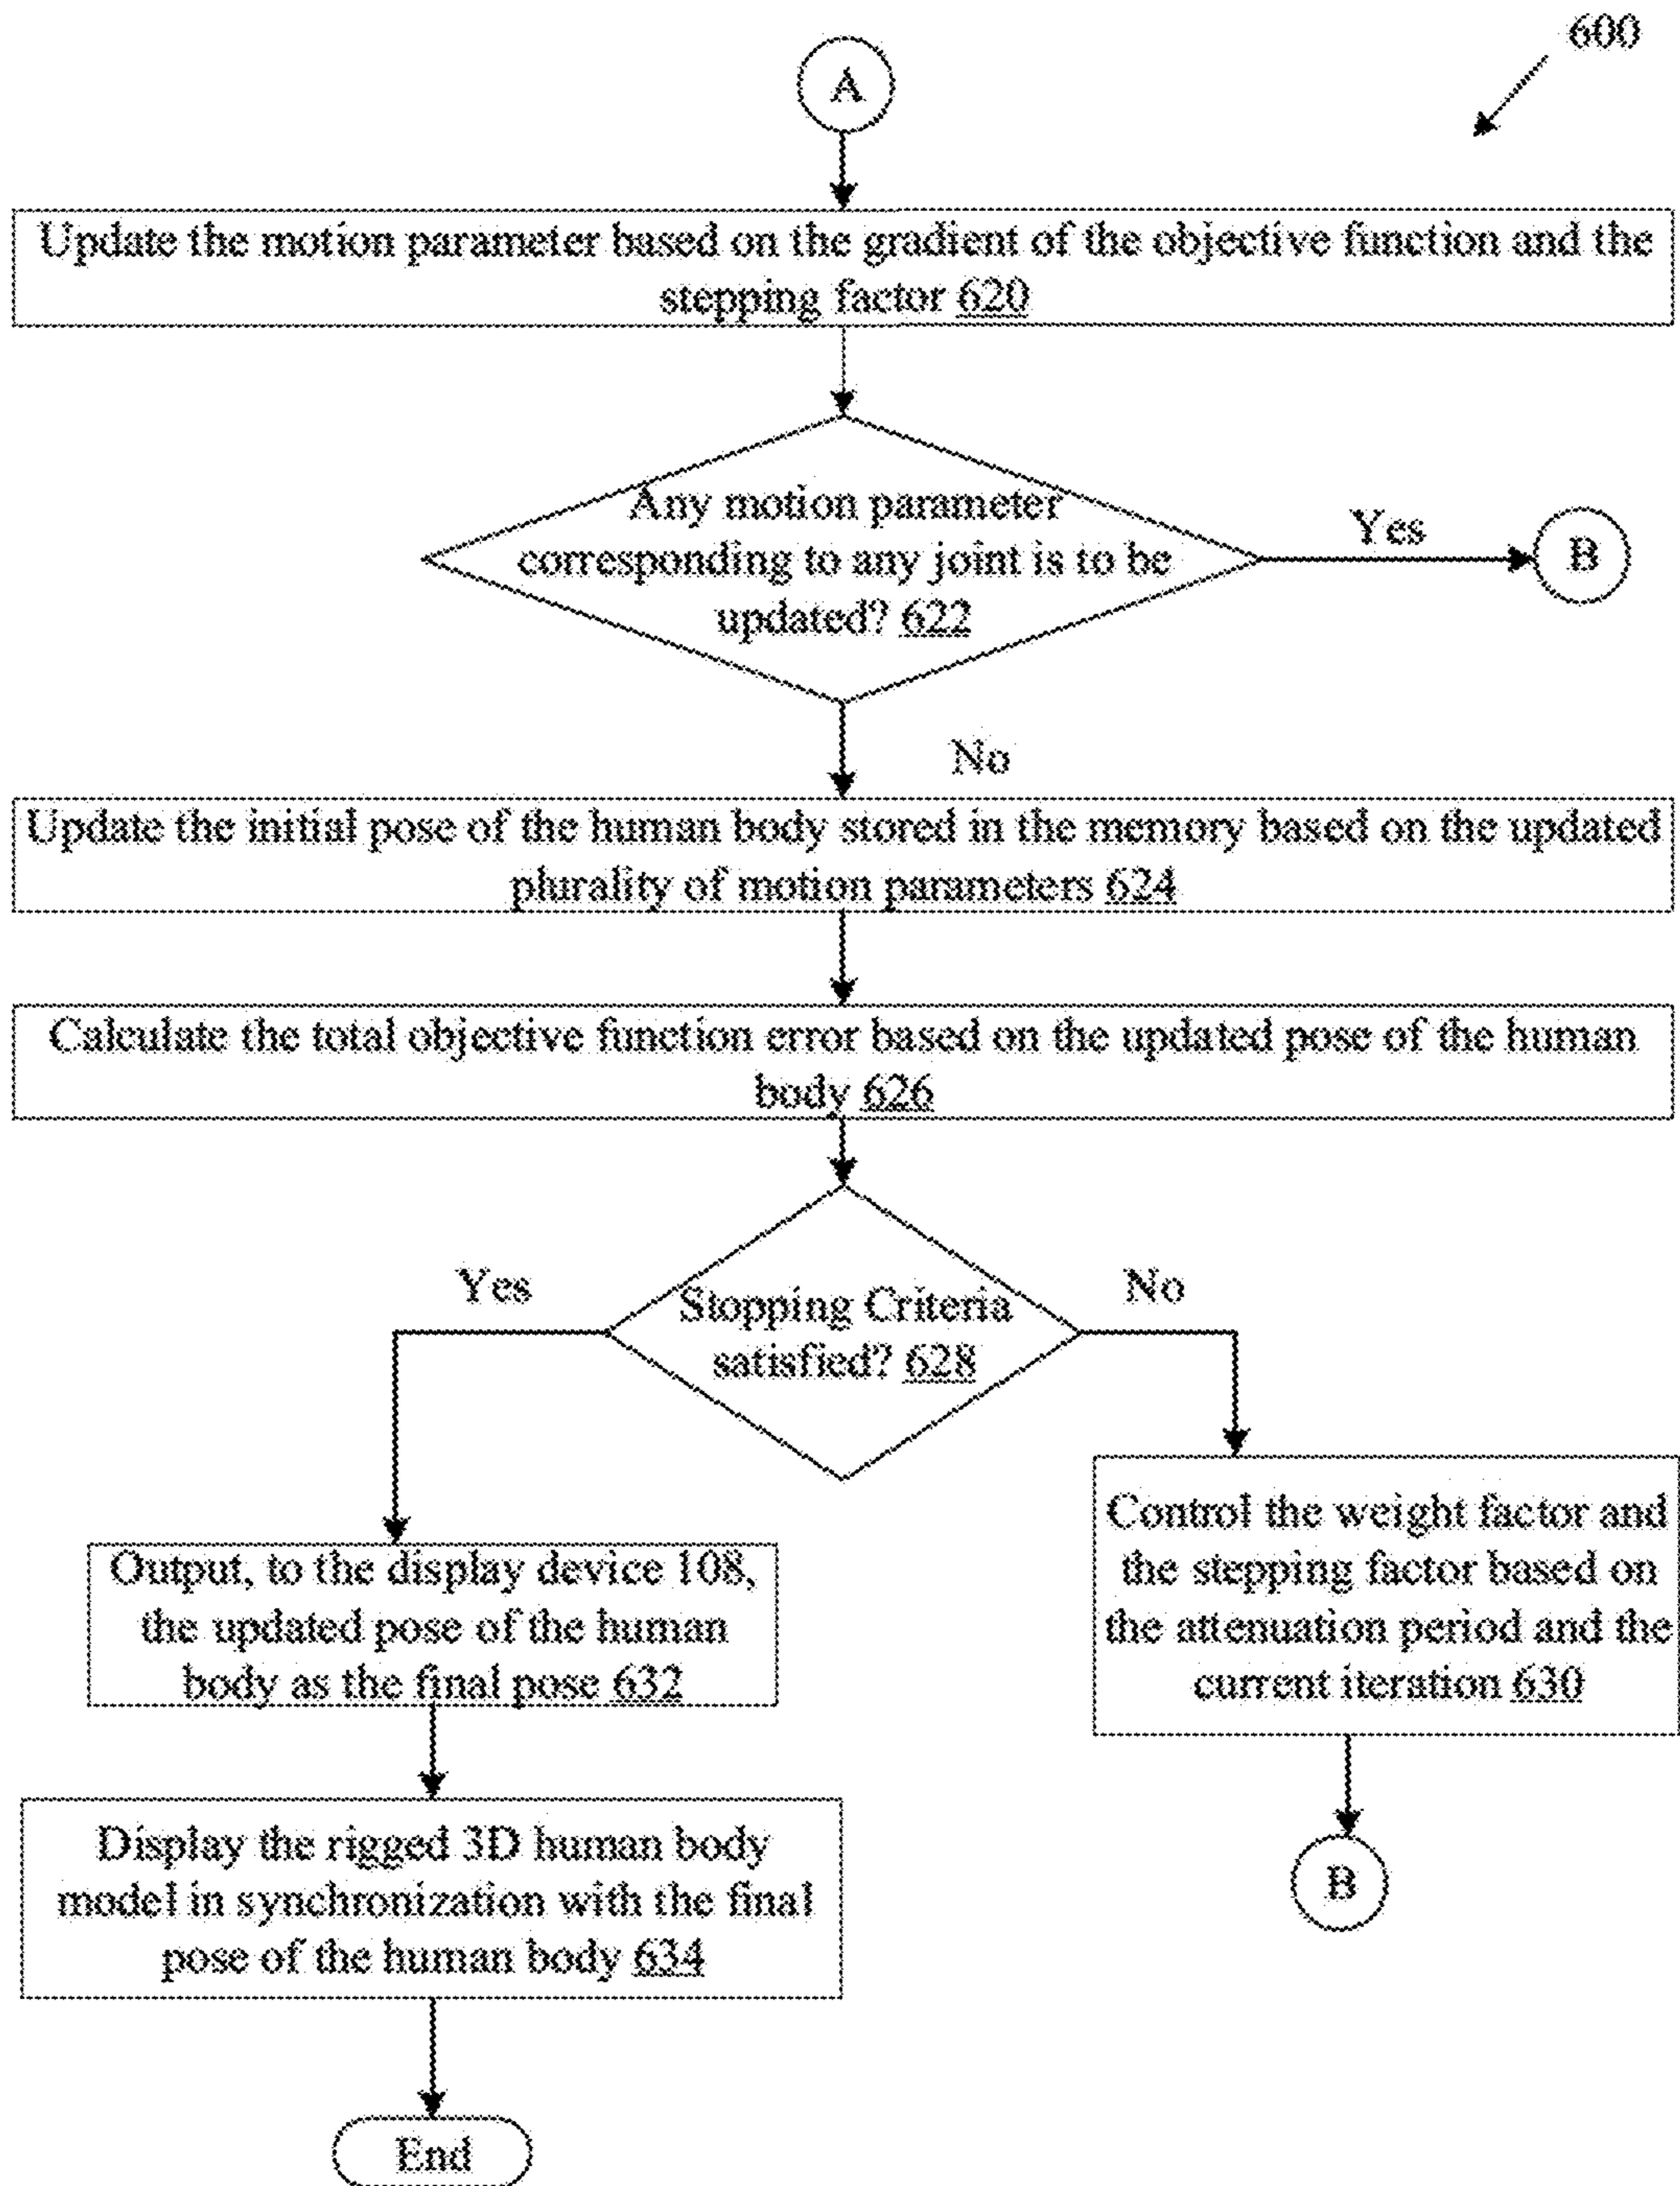 600
A
Update the motion parameter based on the gradient of the objective function and the
stepping factor 620
Any motion parameter
corresponding to any joint is to be
updated? 622
Yes
B
No
Update the initial pose of the human body stored in the memory based on the updated
plurality of motion parameters 624
Calculate the total objective function error based on the updated pose of the human
body 626
Yes
No
Stopping Criteria
satisfied? 628
Control the weight factor and
the stepping factor based on
the attenuation period and the
current iteration 630
Output, to the display device 108,
the updated pose of the human
body as the final pose 632
Display the rigged 3D human body
model in synchronization with the final
pose of the human body 634
B
End